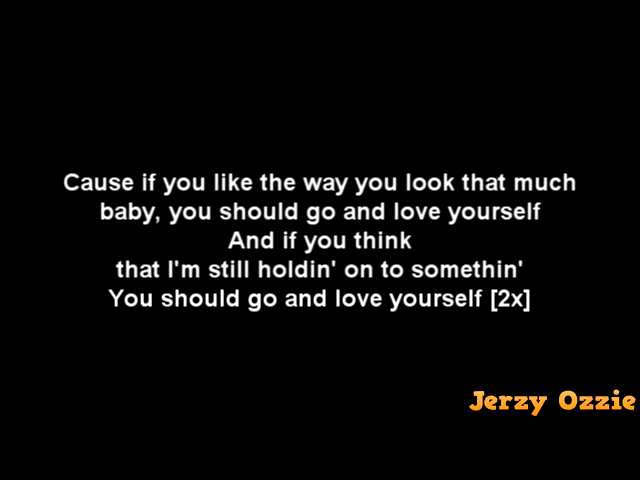 Cause if you like the way you look that much
baby, you should go and love yourself
And if you think
that I'm still holdin' on to somethin'
You should go and love yourself [2x]
Jerzy Ozzie